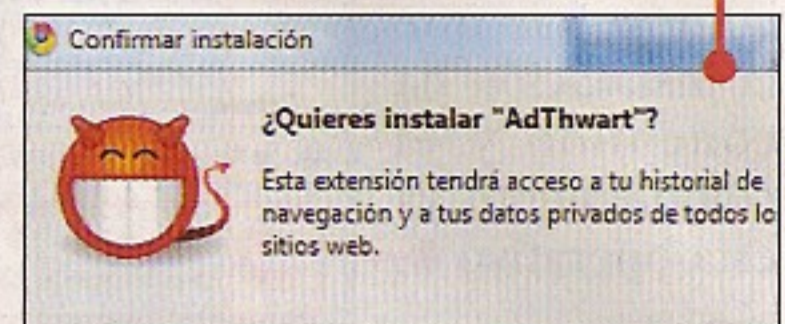 Confirmar instalación
¿Quieres instalar "AdThwart"?
Esta extensión tendrá acceso a tu historial de
navegación y a tus datos privados de todos lo
sitios web.